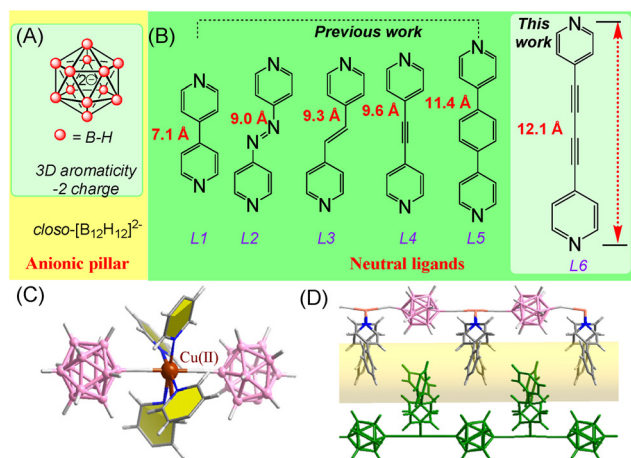 (A)
2⊖
= B-H
3D aromaticity
-2 charge
closo-[B12H12]2-
Anionic pillar
(B)
Previous work
N
N
7.1 Å
L1
N
9.0 Å
N
N
N
L2
N
9.3 Å
N
L3
N
9.6 Å
N
L4
N
11.4 Å
N
L5
Neutral ligands
This
work
N
12.1 Å
N
L6
(C)
Cu(II)
(D)